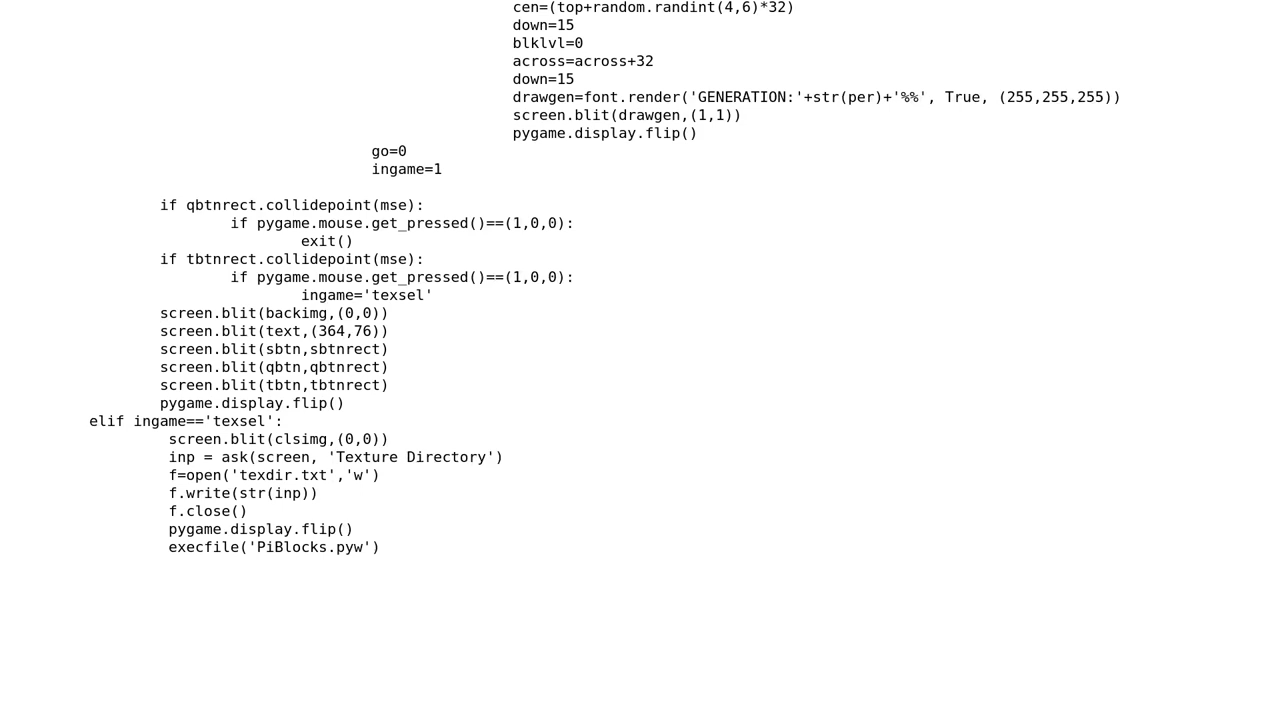 cen=(top+random.randint(4,6)*32)
down=15
blklvl=0
across=across+32
down=15
drawgen=font.render('GENERATION:'+str(per)+'%%', True, (255,255,255))
screen.blit(drawgen,(1,1))
pygame.display.flip()
go=0
ingame=1
if qbtnrect.collidepoint(mse):
if pygame.mouse.get_pressed()==(1,0,0):
exit()
if tbtnrect.collidepoint(mse):
if pygame.mouse.get_pressed()==(1,0,0):
ingame='texsel'
screen.blit(backimg,(0,0))
screen.blit(text,(364,76))
screen.blit(sbtn,sbtnrect)
screen.blit(qbtn,qbtnrect)
screen.blit(tbtn,tbtnrect)
pygame.display.flip()
elif ingame=='texsel':
screen.blit(clsimg,(0,0))
inp = ask(screen, 'Texture Directory')
f=open('texdir.txt','w')
f.write(str(inp))
f.close()
pygame.display.flip()
execfile('PiBlocks.pyw')